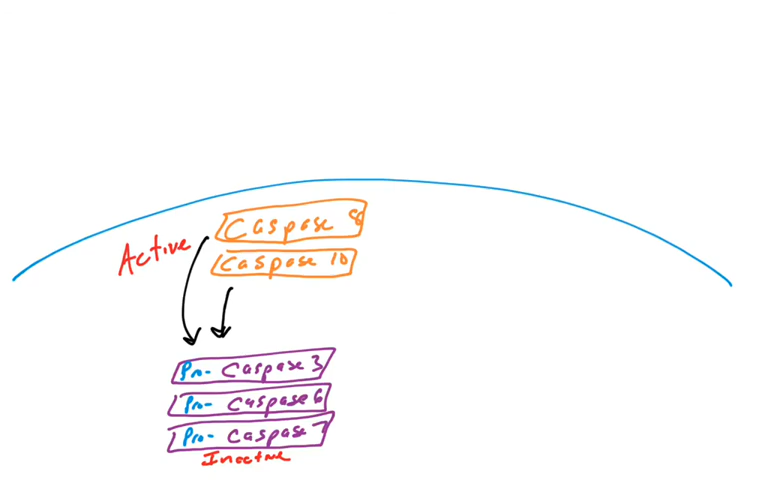 Caspase 8
Active
Caspase 10
Pro- Caspase 3
Pro- Caspase 6
Pro- Caspase 7
Inactive